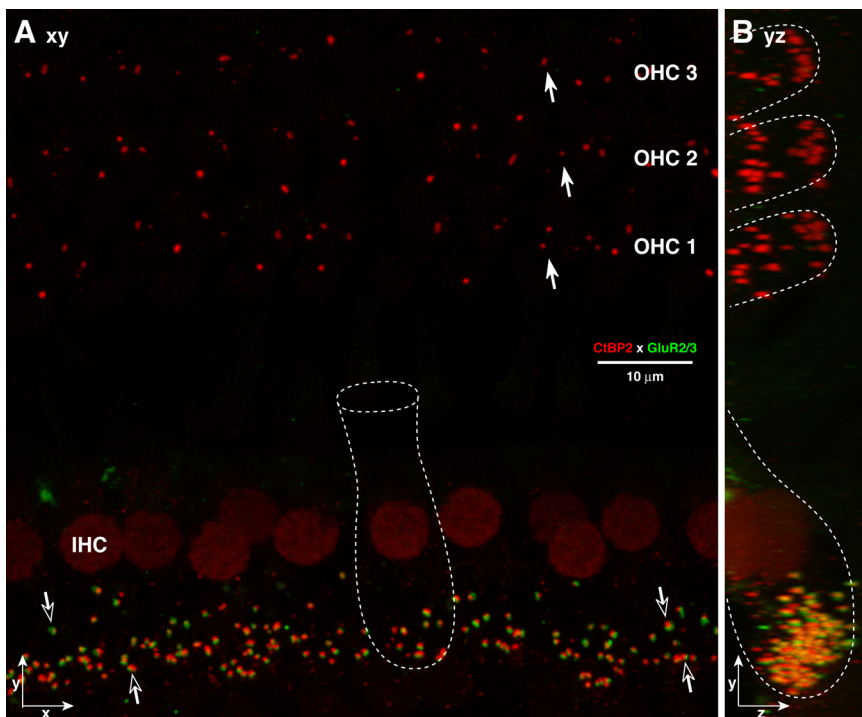 A xy
B yz
OHC 3
OHC 2
OHC 1
CtBP2 x GluR2/3
10 µm
IHC
y
x
y
z